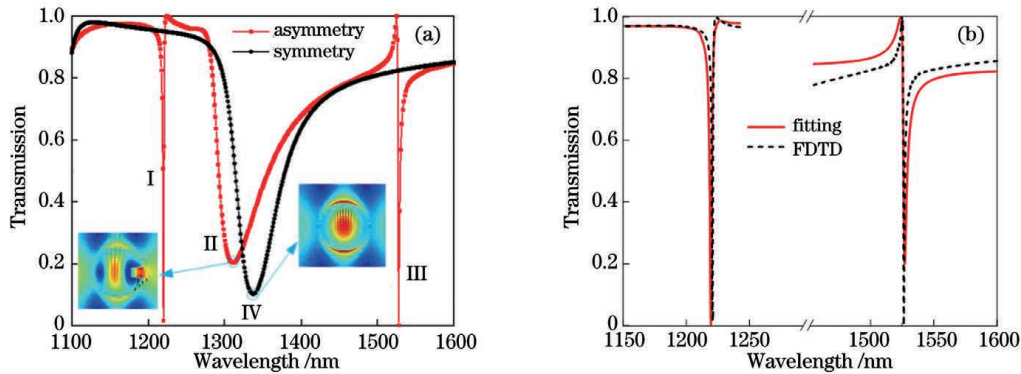 (a)
asymmetry
symmetry
Transmission
1.0
0.8
0.6
0.4
0.2
0
I
II
III
IV
1100
1200
1300
1400
1500
1600
Wavelength /nm
(b)
fitting
FDTD
Transmission
1.0
0.8
0.6
0.4
0.2
0
1150
1200
1250
1500
1550
1600
Wavelength /nm